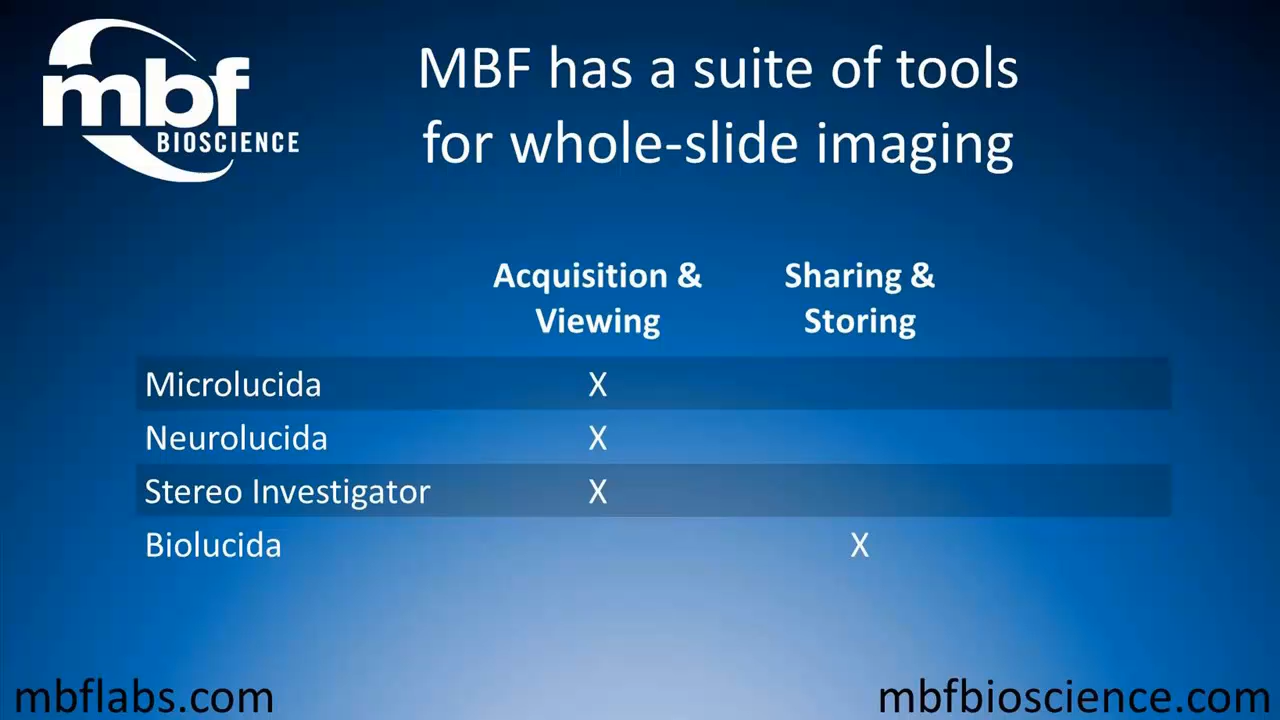 mbf
BIOSCIENCE
MBF has a suite of tools
for whole-slide imaging
Acquisition & Sharing &
Viewing Storing
Microlucida X
Neurolucida X
Stereo Investigator X
Biolucida X
mbflabs.com mbfbioscience.com